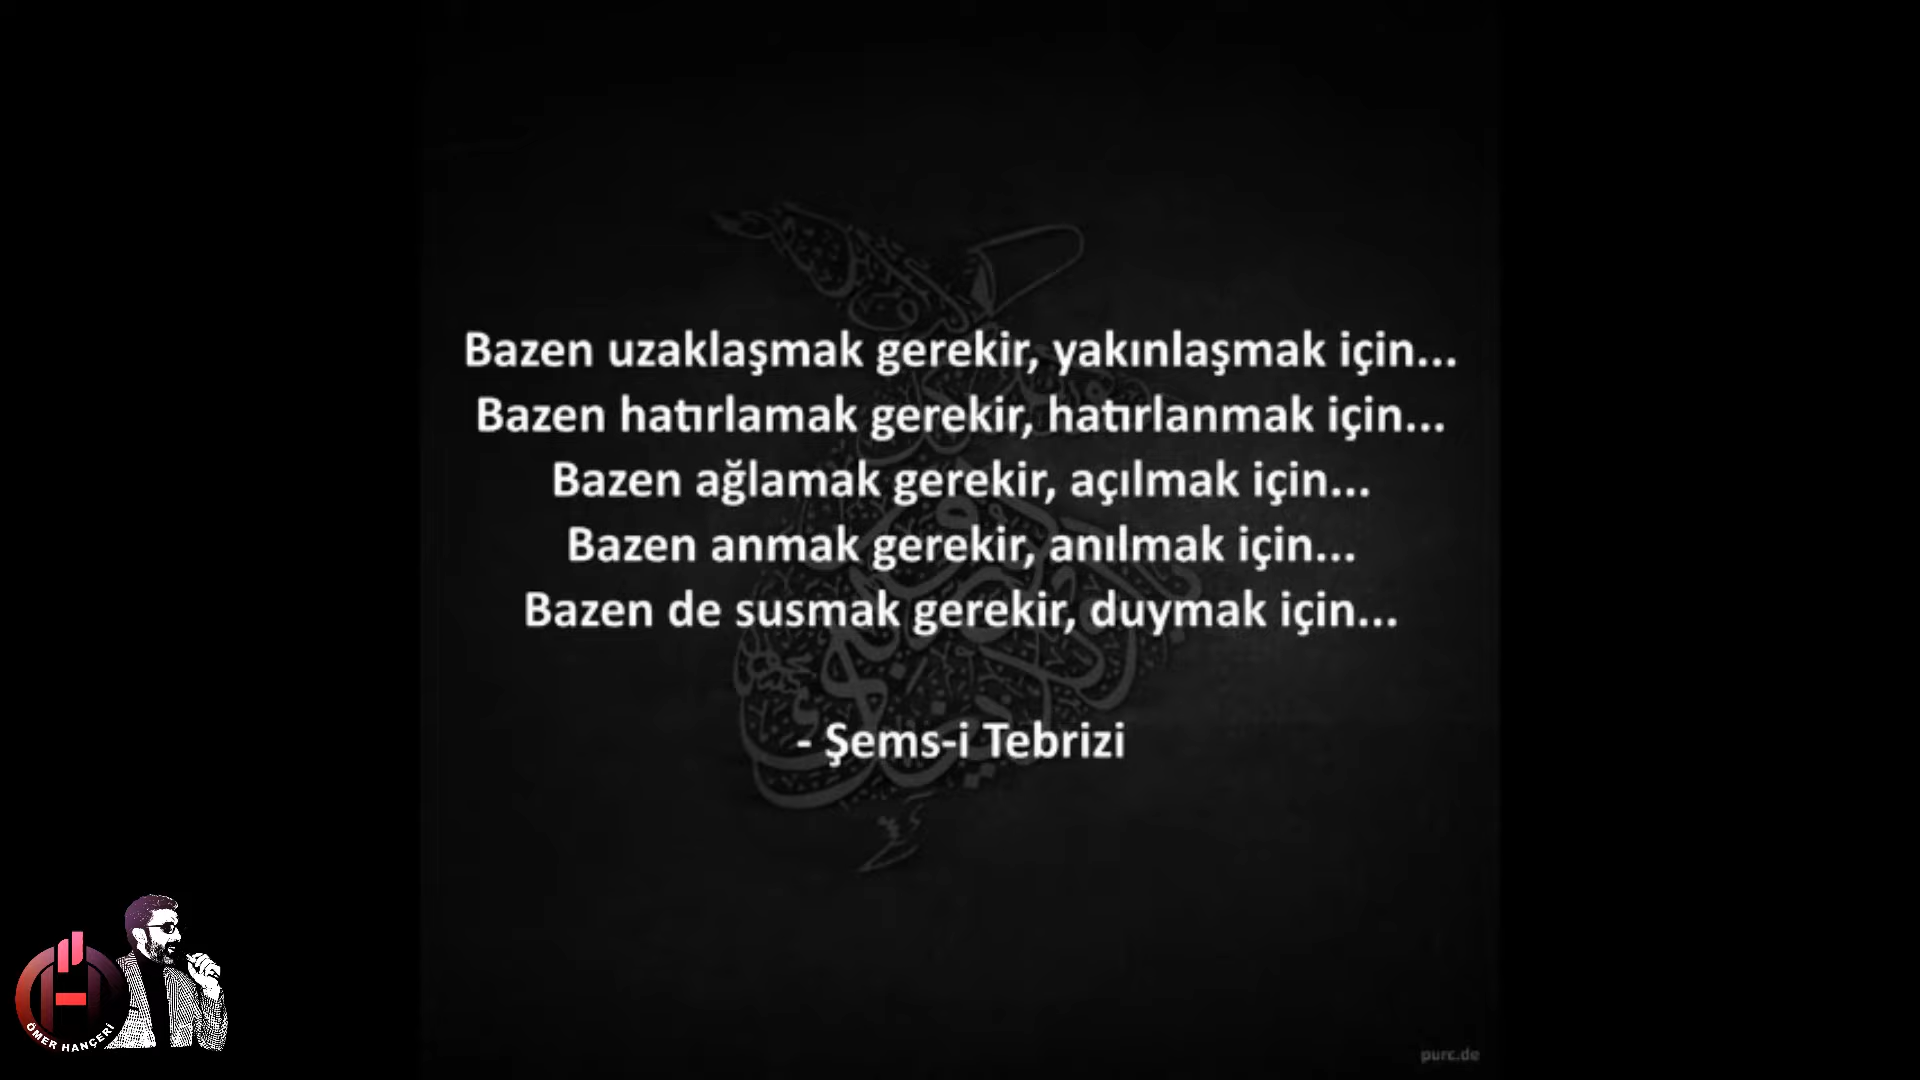 Bazen uzaklaşmak gerekir, yakınlaşmak için...
Bazen hatırlamak gerekir, hatırlanmak için...
Bazen ağlamak gerekir, açılmak için...
Bazen anmak gerekir, anılmak için...
Bazen de susmak gerekir, duymak için...
- Şems-i Tebrizi
ÖMER HANÇERİ
purc.de